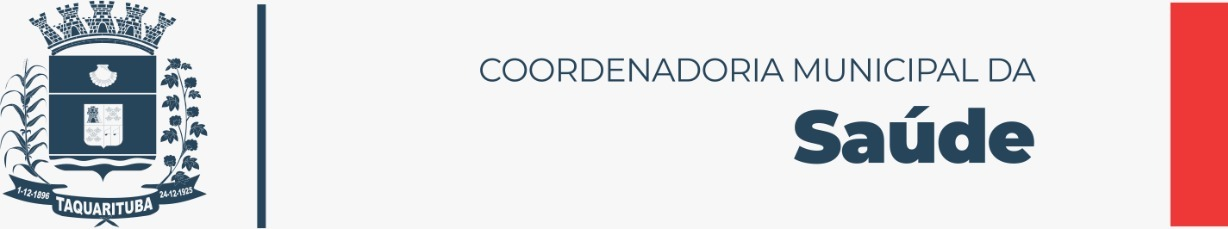 1-12-1896 TAQUARITUBA 24-12-1925
COORDENADORIA MUNICIPAL DA
Saúde